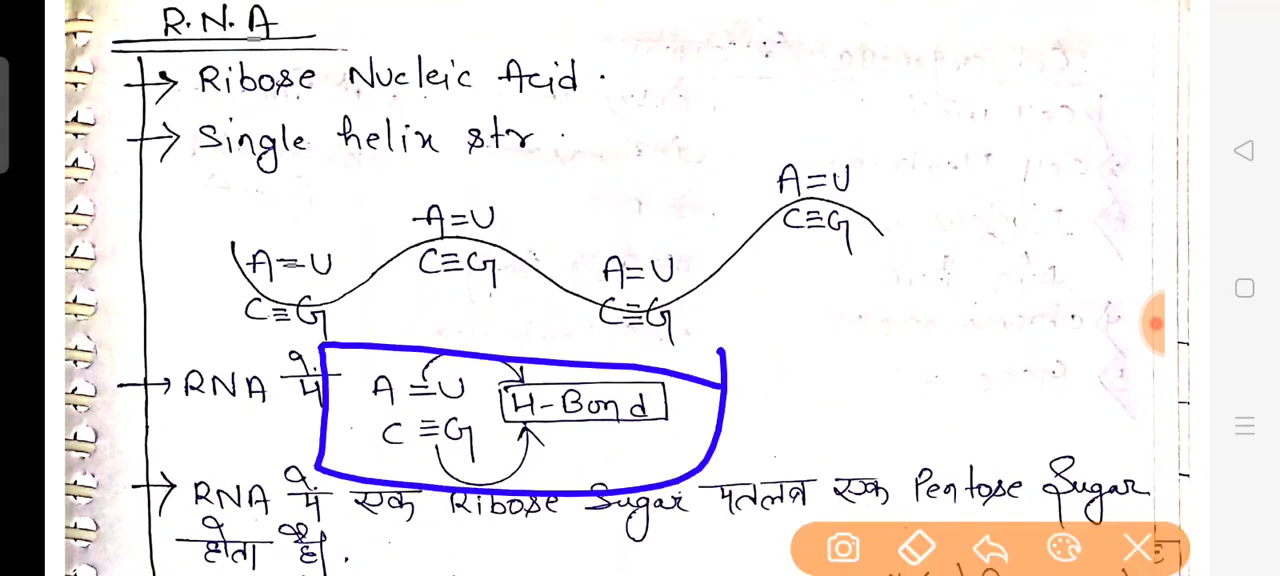 R.N.A
→ Ribose Nucleic Acid.
→ Single helix str.
A=U
C≡G
A=U
C≡G
A=U
C≡G
A=U
C≡G
→ RNA में A=U H-Bond
C≡G
→ RNA में एक Ribose Sugar मतलब एक Pentose Sugar
होता है.